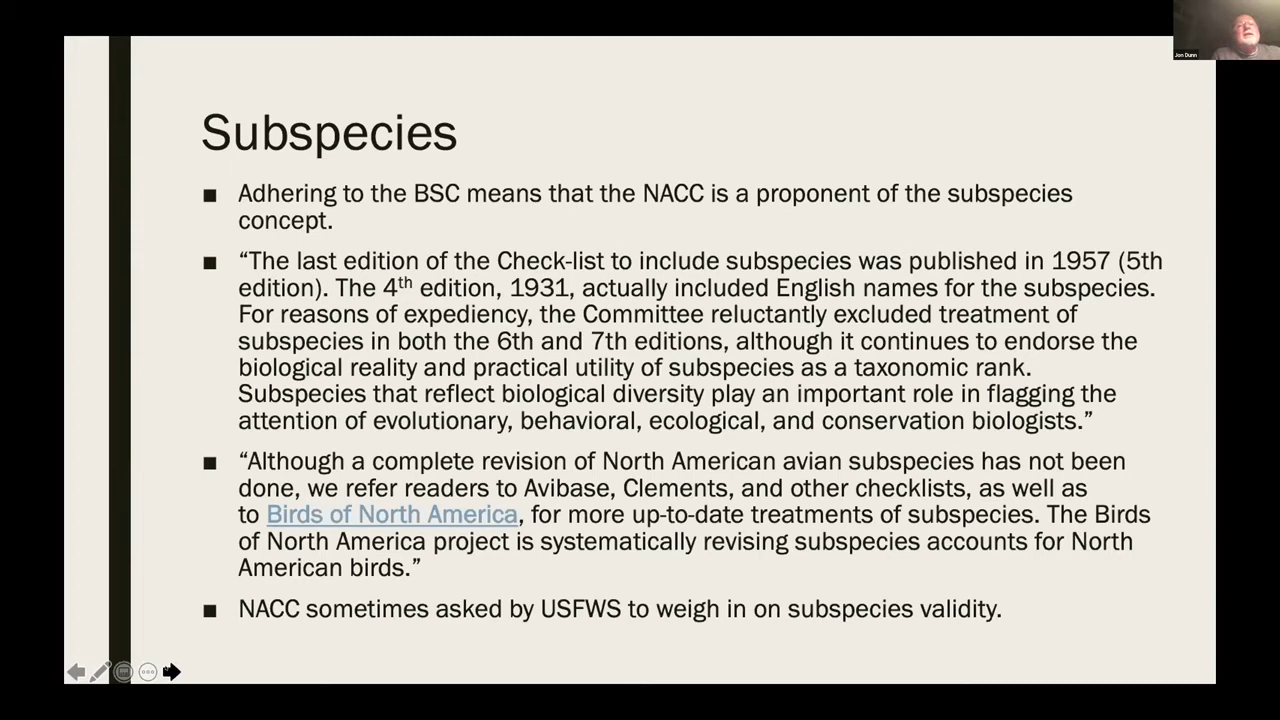 Jon Dunn
Subspecies
■ Adhering to the BSC means that the NACC is a proponent of the subspecies
concept.
■ “The last edition of the Check-list to include subspecies was published in 1957 (5th
edition). The 4th edition, 1931, actually included English names for the subspecies.
For reasons of expediency, the Committee reluctantly excluded treatment of
subspecies in both the 6th and 7th editions, although it continues to endorse the
biological reality and practical utility of subspecies as a taxonomic rank.
Subspecies that reflect biological diversity play an important role in flagging the
attention of evolutionary, behavioral, ecological, and conservation biologists.”
■ “Although a complete revision of North American avian subspecies has not been
done, we refer readers to Avibase, Clements, and other checklists, as well as
to Birds of North America, for more up-to-date treatments of subspecies. The Birds
of North America project is systematically revising subspecies accounts for North
American birds.”
■ NACC sometimes asked by USFWS to weigh in on subspecies validity.